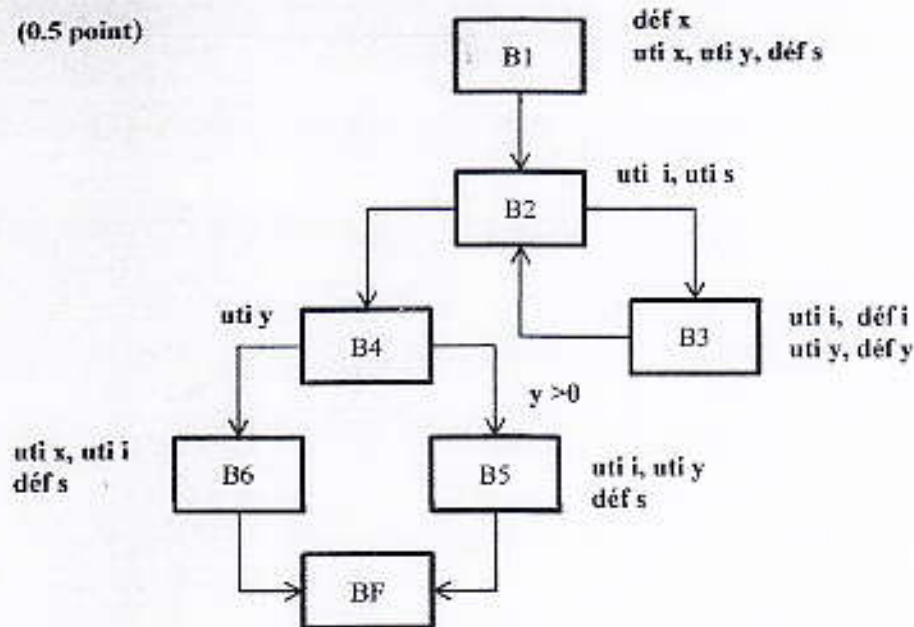 (0.5 point)
déf x
uti x, uti y, déf s
B1
uti i, uti s
B2
uti y
B4
B3
uti i, déf i
uti y, déf y
y >0
uti x, uti i
déf s
B6
B5
uti i, uti y
déf s
BF